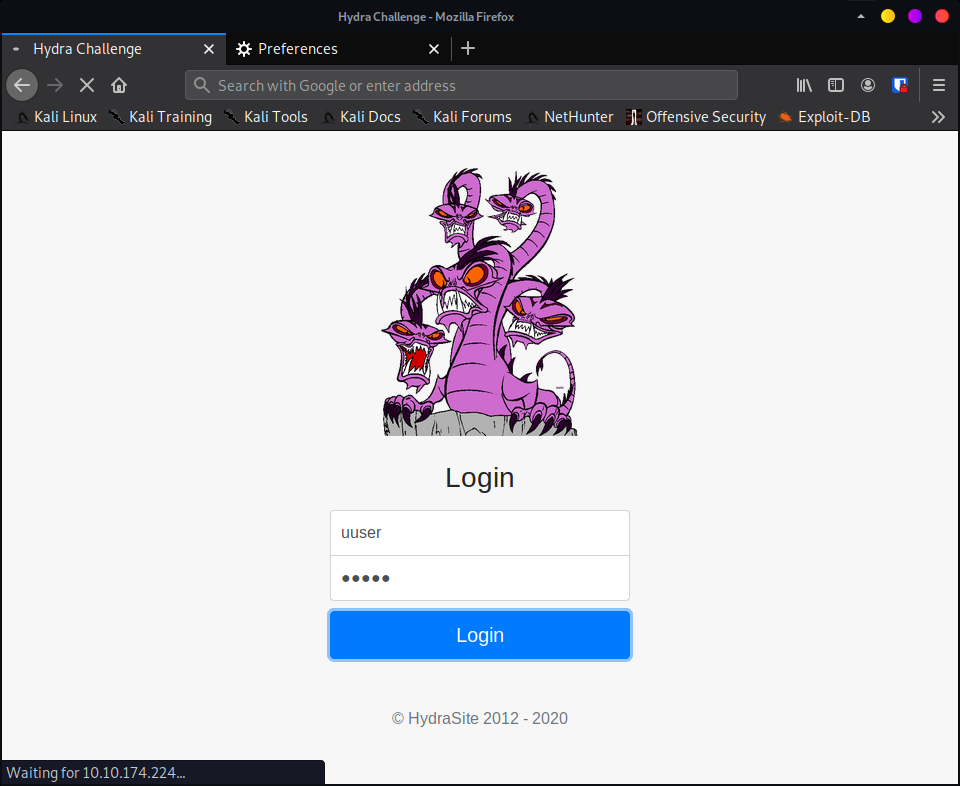 Hydra Challenge - Mozilla Firefox
Hydra Challenge
Preferences
Search with Google or enter address
Kali Linux Kali Training Kali Tools Kali Docs Kali Forums NetHunter Offensive Security Exploit-DB
Login
uuser
●●●●●
Login
© HydraSite 2012 - 2020
Waiting for 10.10.174.224...